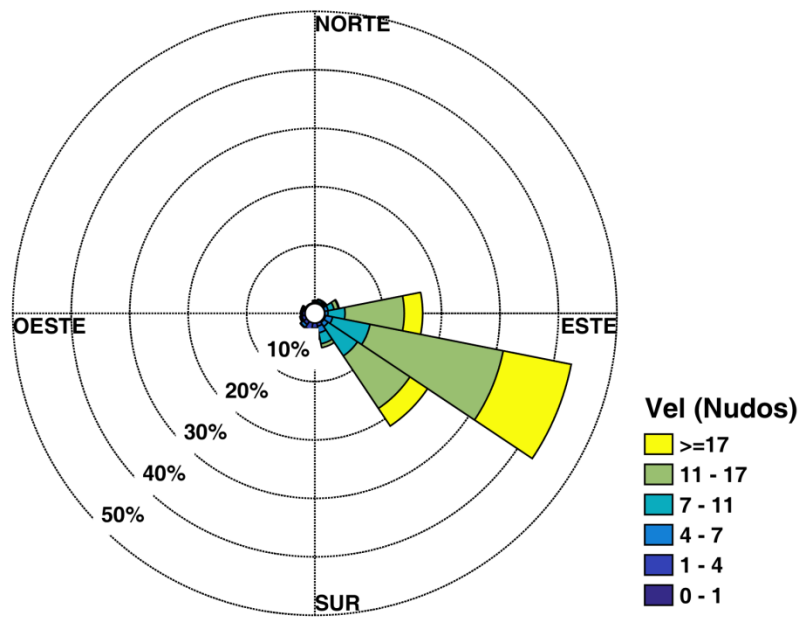 NORTE
OESTE
ESTE
10%
20%
30%
40%
50%
SUR
Vel (Nudos)
>=17
11 - 17
7 - 11
4 - 7
1 - 4
0 - 1